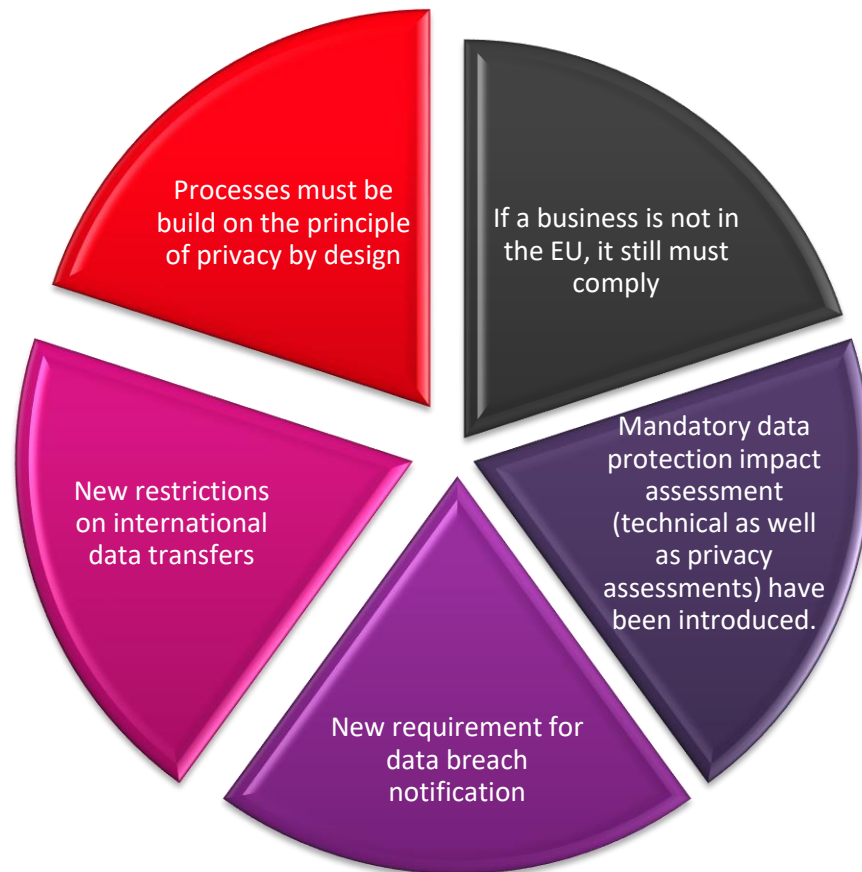 Processes must be
build on the principle
of privacy by design
If a business is not in
the EU, it still must
comply
Mandatory data
protection impact
assessment
(technical as well
as privacy
assessments) have
been introduced.
New requirement for
data breach
notification
New restrictions
on international
data transfers